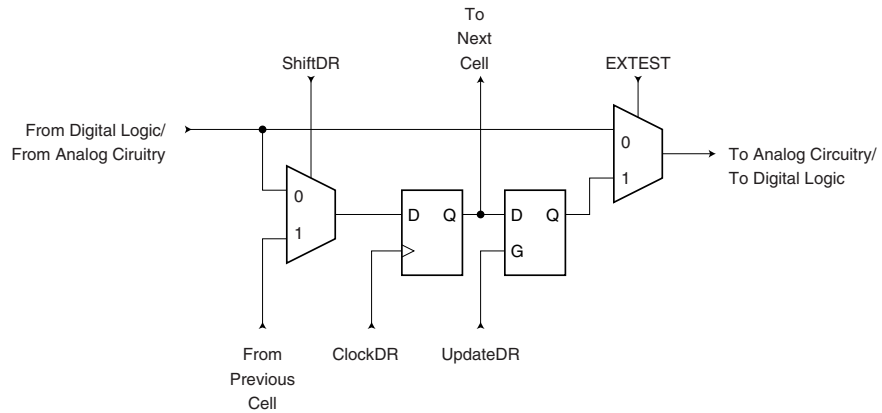 To
Next
Cell
ShiftDR
EXTEST
From Digital Logic/
From Analog Ciruitry
0
1
To Analog Circuitry/
To Digital Logic
0
1
D Q
D Q
G
From
Previous
Cell
ClockDR
UpdateDR